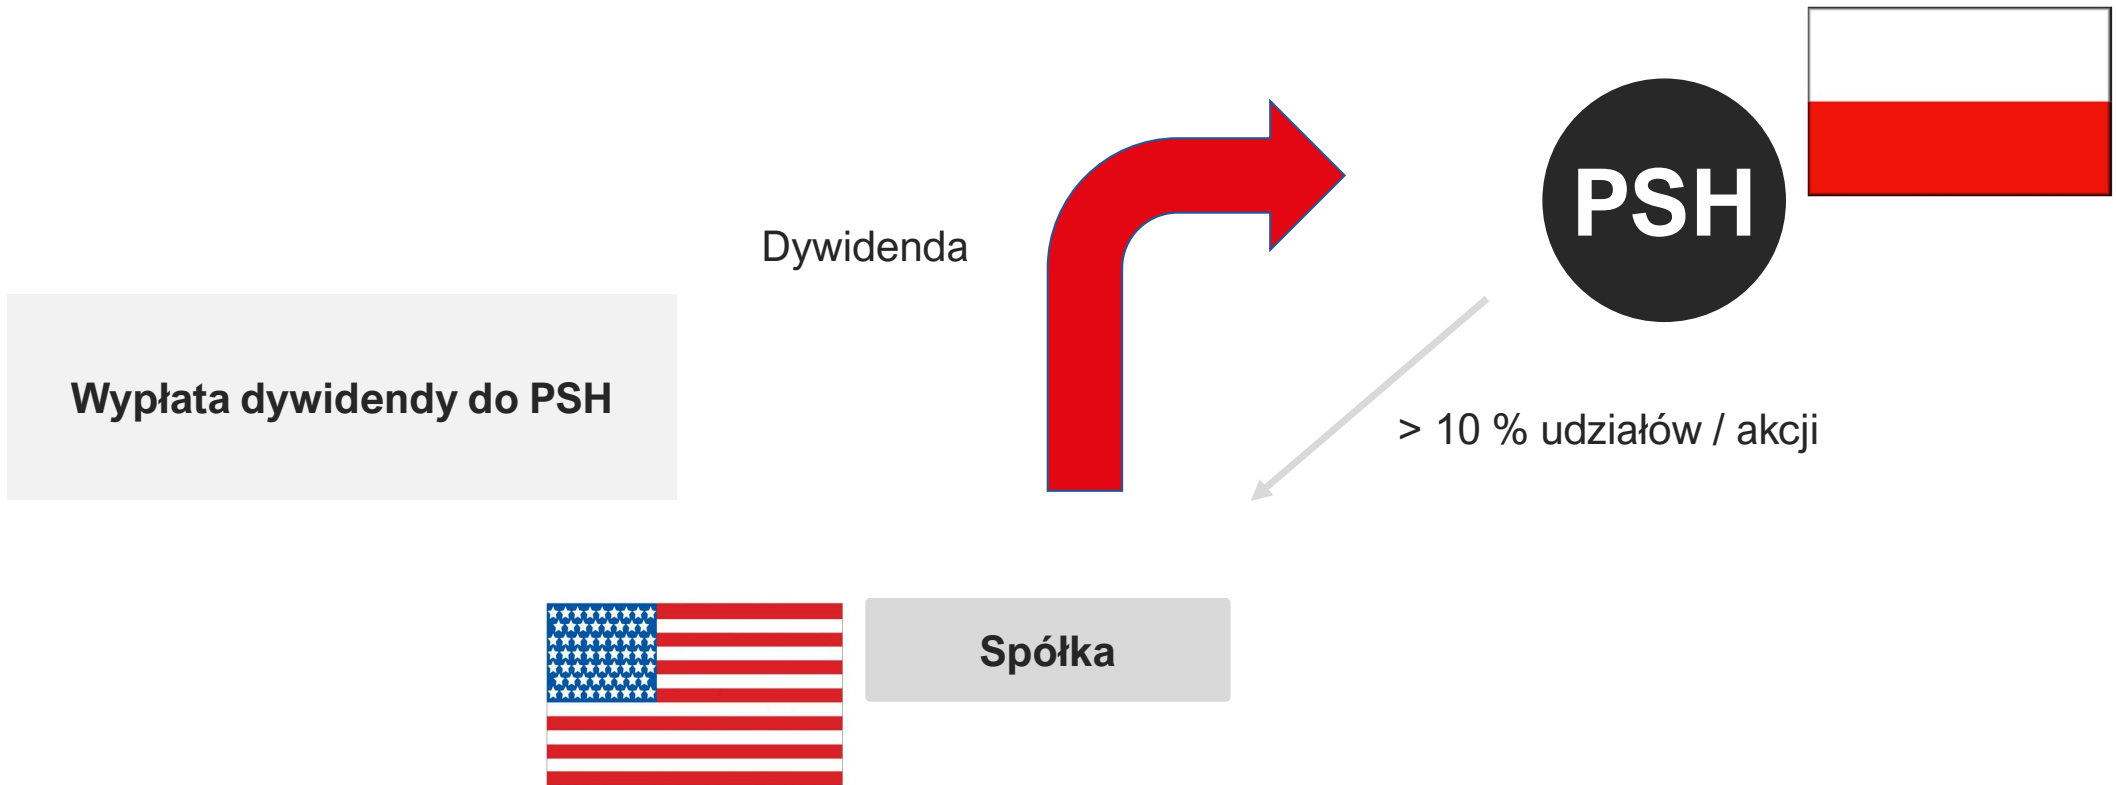 PSH
Dywidenda
Wypłata dywidendy do PSH
> 10 % udziałów / akcji
Spółka